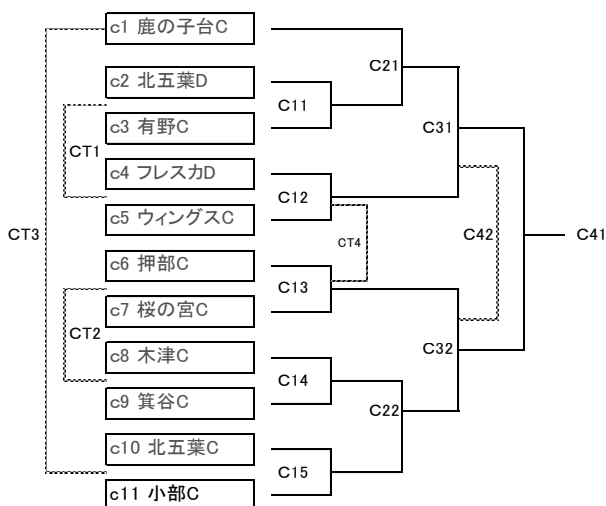 c1 鹿の子台C
C21
c2 北五葉D
C11
c3 有野C
C31
CT1
c4 フレスカD
C12
c5 ウィングスC
CT3
CT4
C42
C41
c6 押部C
C13
c7 桜の宮C
CT2
C32
c8 木津C
C14
c9 箕谷C
C22
c10 北五葉C
C15
c11 小部C